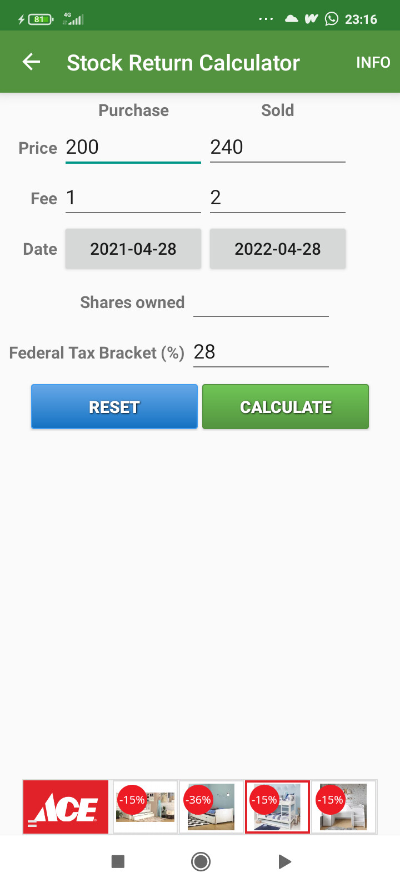 81
4G
23:16
Stock Return Calculator
INFO
Purchase
Sold
Price
200
240
Fee
1
2
Date
2021-04-28
2022-04-28
Shares owned
Federal Tax Bracket (%)
28
RESET
CALCULATE
ACE
-15%
-36%
-15%
-15%